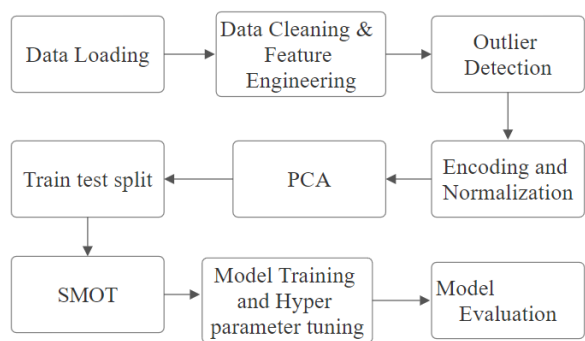 Data Loading
Data Cleaning &
Feature
Engineering
Outlier
Detection
Encoding and
Normalization
PCA
Train test split
SMOT
Model Training
and Hyper
parameter tuning
Model
Evaluation